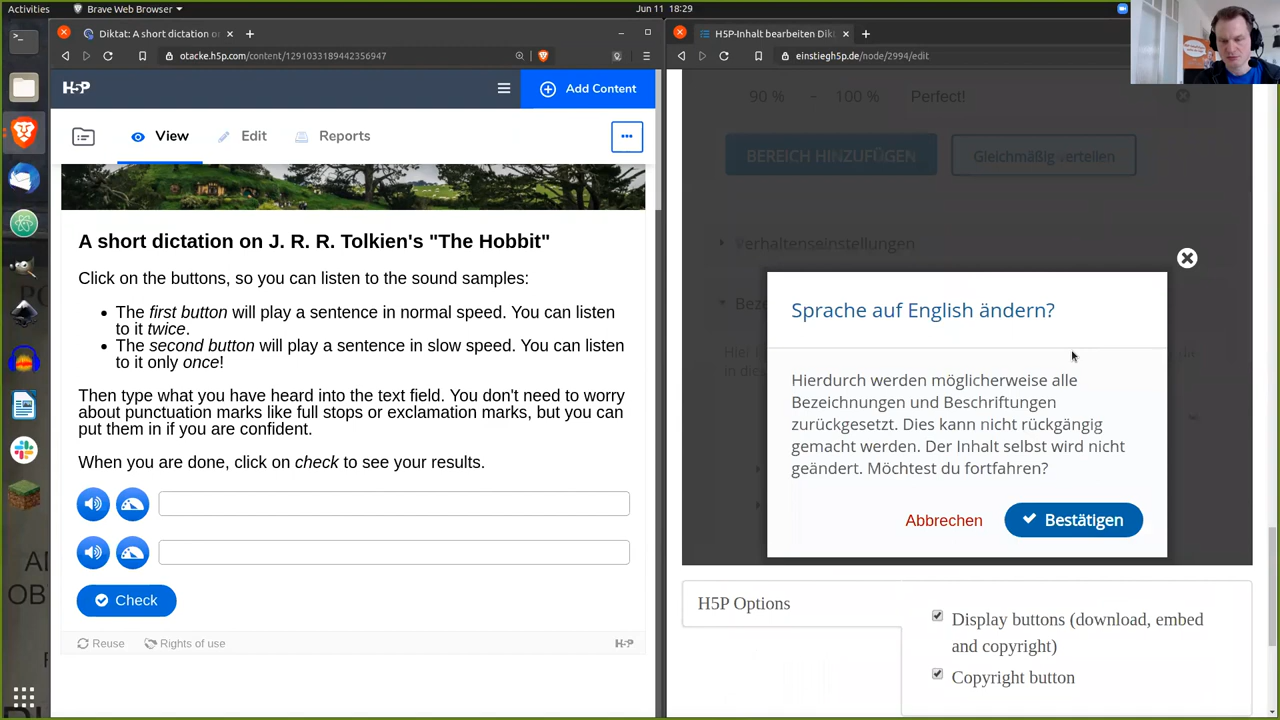 Activities
Brave Web Browser
Jun 11 18:29
Diktat: A short dictation o
otacke.h5p.com/content/1291033189442356947
H5P
Add Content
View
Edit
Reports
A short dictation on J. R. R. Tolkien's "The Hobbit"
Click on the buttons, so you can listen to the sound samples:
The first button will play a sentence in normal speed. You can listen
to it twice.
The second button will play a sentence in slow speed. You can listen
to it only once!
Then type what you have heard into the text field. You don't need to worry
about punctuation marks like full stops or exclamation marks, but you can
put them in if you are confident.
When you are done, click on check to see your results.
Check
Reuse
Rights of use
H5P
H5P-Inhalt bearbeiten Dik
einstiegh5p.de/node/2994/edit
90 % – 100 % Perfect!
BEREICH HINZUFÜGEN
Gleichmäßig verteilen
Verhaltenseinstellungen
Sprache auf English ändern?
Hierdurch werden möglicherweise alle
Bezeichnungen und Beschriftungen
zurückgesetzt. Dies kann nicht rückgängig
gemacht werden. Der Inhalt selbst wird nicht
geändert. Möchtest du fortfahren?
Abbrechen
Bestätigen
H5P Options
Display buttons (download, embed
and copyright)
Copyright button